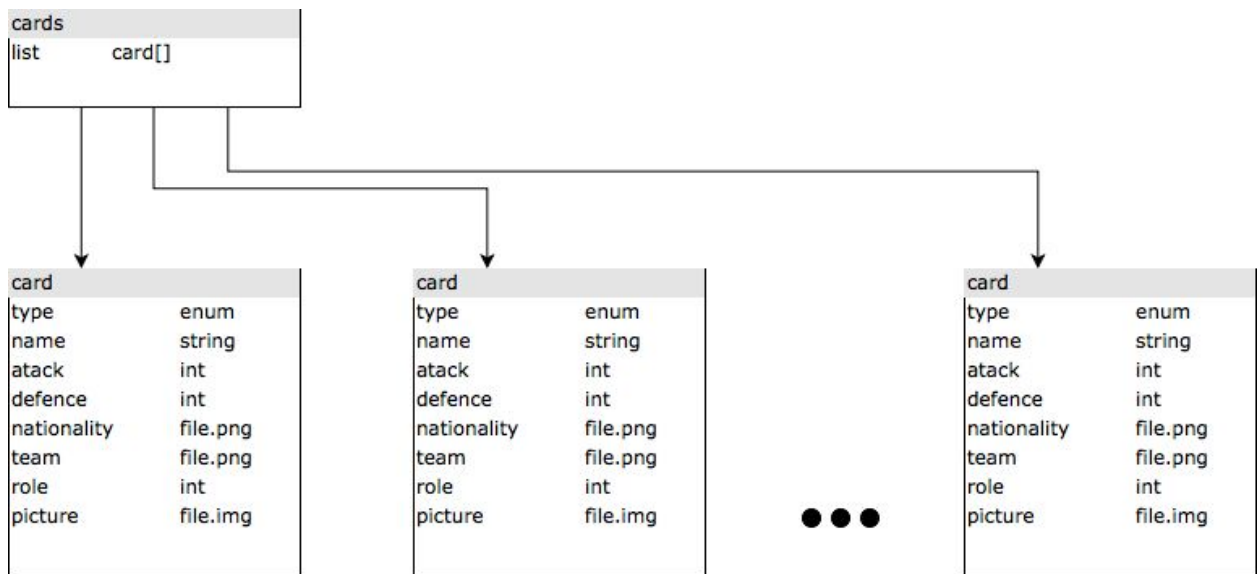 cards
list card[]
card
type enum
name string
atack int
defence int
nationality file.png
team file.png
role int
picture file.img
card
type enum
name string
atack int
defence int
nationality file.png
team file.png
role int
picture file.img
card
type enum
name string
atack int
defence int
nationality file.png
team file.png
role int
picture file.img